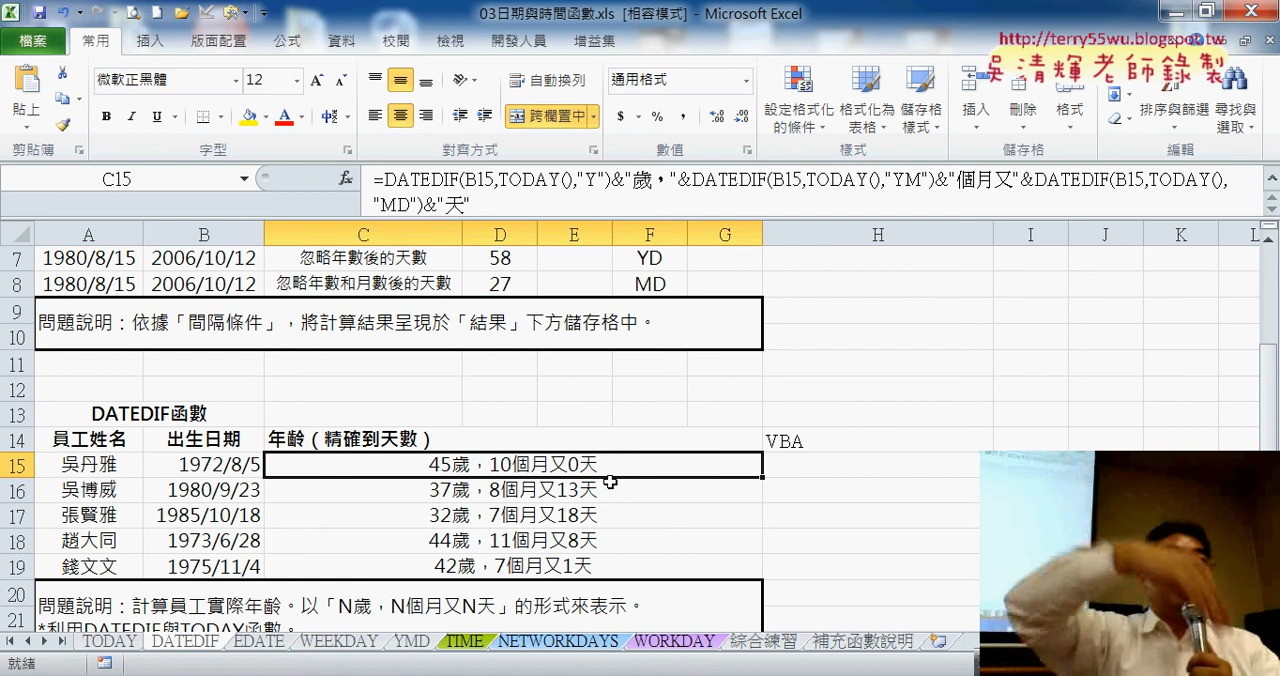 03日期與時間函數.xls [相容模式] - Microsoft Excel
檔案 常用 插入 版面配置 公式 資料 校閱 檢視 開發人員 增益集
http://terry55wu.blogspot.tw
吳清輝老師錄製
微軟正黑體 12 自動換列 通用格式
貼上 B I U 跨欄置中 $ % , 設定格式化的條件 格式化為表格 儲存格樣式 插入 刪除 格式 排序與篩選 尋找與選取
剪貼簿 字型 對齊方式 數值 樣式 儲存格 編輯
C15 fx =DATEDIF(B15,TODAY(),"Y")&"歲，"&DATEDIF(B15,TODAY(),"YM")&"個月又"&DATEDIF(B15,TODAY(),
"MD")&"天"
A B C D E F G H I J K L
7 1980/8/15 2006/10/12 忽略年數後的天數 58 YD
8 1980/8/15 2006/10/12 忽略年數和月數後的天數 27 MD
9
問題說明：依據「間隔條件」，將計算結果呈現於「結果」下方儲存格中。
10
11
12
13 DATEDIF函數
14 員工姓名 出生日期 年齡（精確到天數） VBA
15 吳丹雅 1972/8/5 45歲，10個月又0天
16 吳博威 1980/9/23 37歲，8個月又13天
17 張賢雅 1985/10/18 32歲，7個月又18天
18 趙大同 1973/6/28 44歲，11個月又8天
19 錢文文 1975/11/4 42歲，7個月又1天
20 問題說明：計算員工實際年齡。以「N歲，N個月又N天」的形式來表示。
21 *利用DATEDIF與TODAY函數。
TODAY DATEDIF EDATE WEEKDAY YMD TIME NETWORKDAYS WORKDAY 綜合練習 補充函數說明
就緒